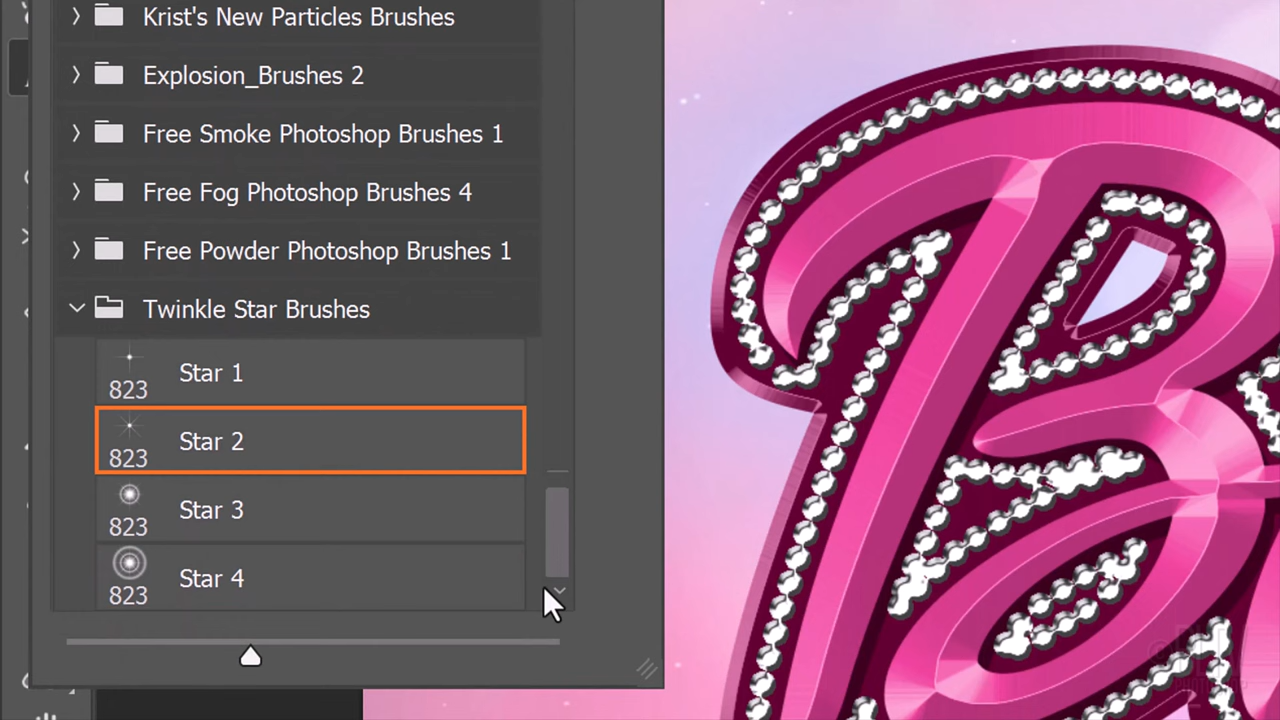 Krist's New Particles Brushes
Explosion_Brushes 2
Free Smoke Photoshop Brushes 1
Free Fog Photoshop Brushes 4
Free Powder Photoshop Brushes 1
Twinkle Star Brushes
Star 1
823
Star 2
823
Star 3
823
Star 4
823